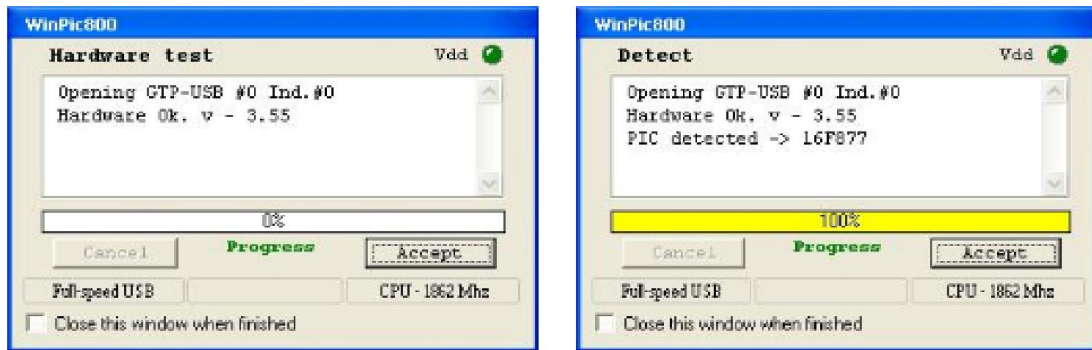 WinPic800
Hardware test Vdd
Opening GTP-USB #0 Ind.#0
Hardware Ok. v - 3.55
0%
Cancel Progress Accept
Full-speed USB CPU - 1862 Mhz
Close this window when finished
WinPic800
Detect Vdd
Opening GTP-USB #0 Ind.#0
Hardware Ok. v - 3.55
PIC detected -> 16F877
100%
Cancel Progress Accept
Full-speed USB CPU - 1862 Mhz
Close this window when finished